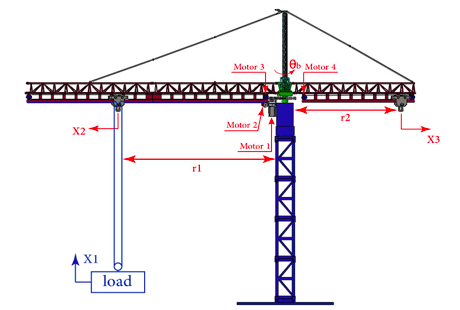 θb
Motor 3
Motor 4
X2
Motor 2
r2
X3
Motor 1
r1
X1
load